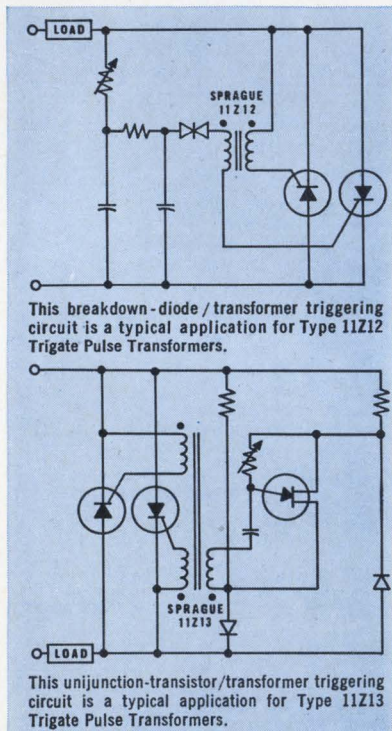 LOAD
SPRAGUE
11Z12
This breakdown-diode/transformer triggering
circuit is a typical application for Type 11Z12
Trigate Pulse Transformers.
SPRAGUE
11Z13
LOAD
This unijunction-transistor/transformer triggering
circuit is a typical application for Type 11Z13
Trigate Pulse Transformers.